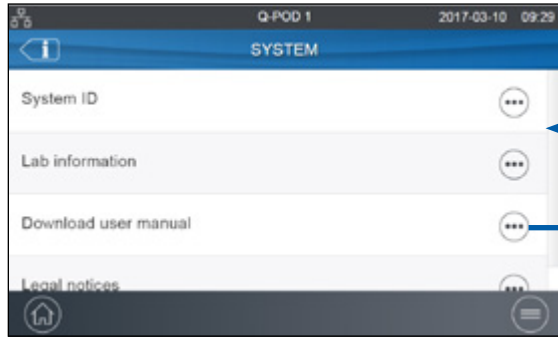 Q-POD 1 2017-03-10 09:29
i SYSTEM
System ID
Lab information
Download user manual
Legal notices